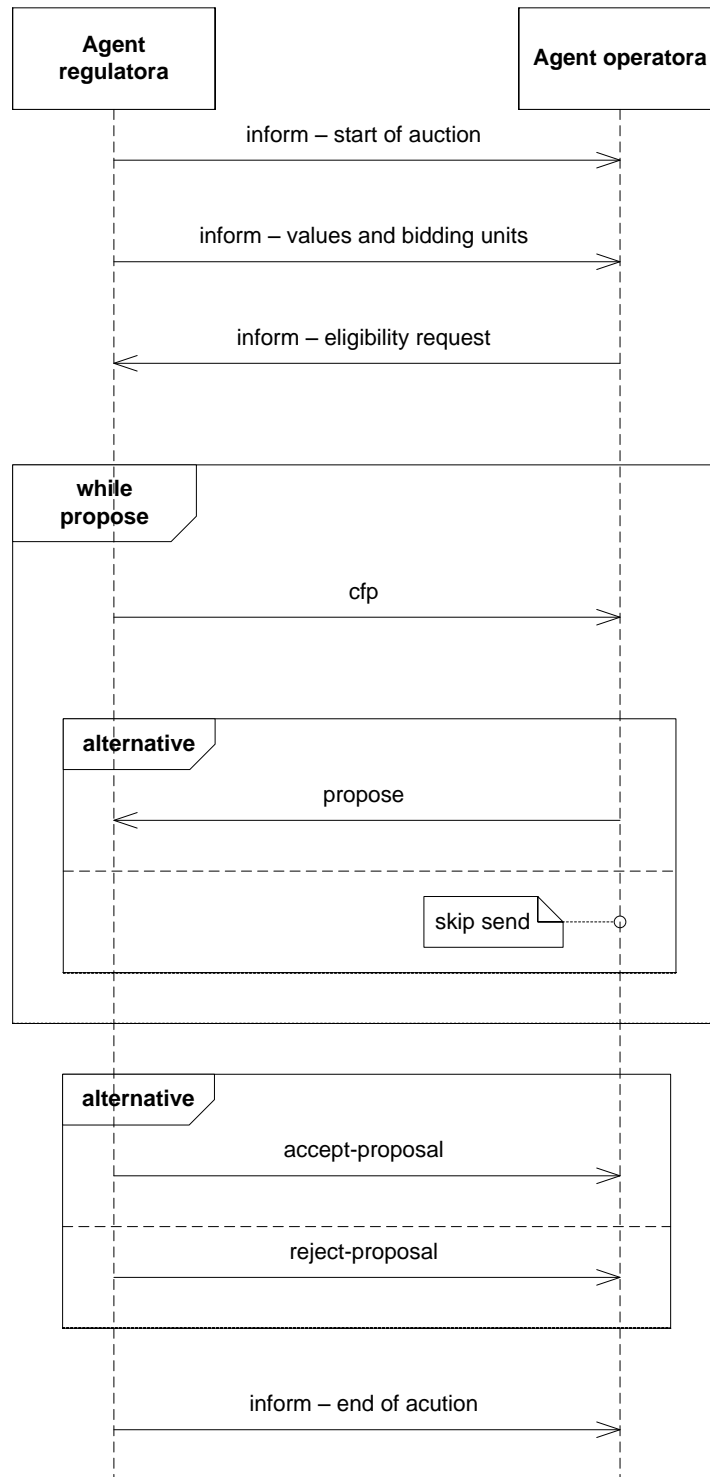 Agent
regulatora
Agent operatora
inform – start of auction
inform – values and bidding units
inform – eligibility request
while
propose
cfp
alternative
propose
skip send
alternative
accept-proposal
reject-proposal
inform – end of acution